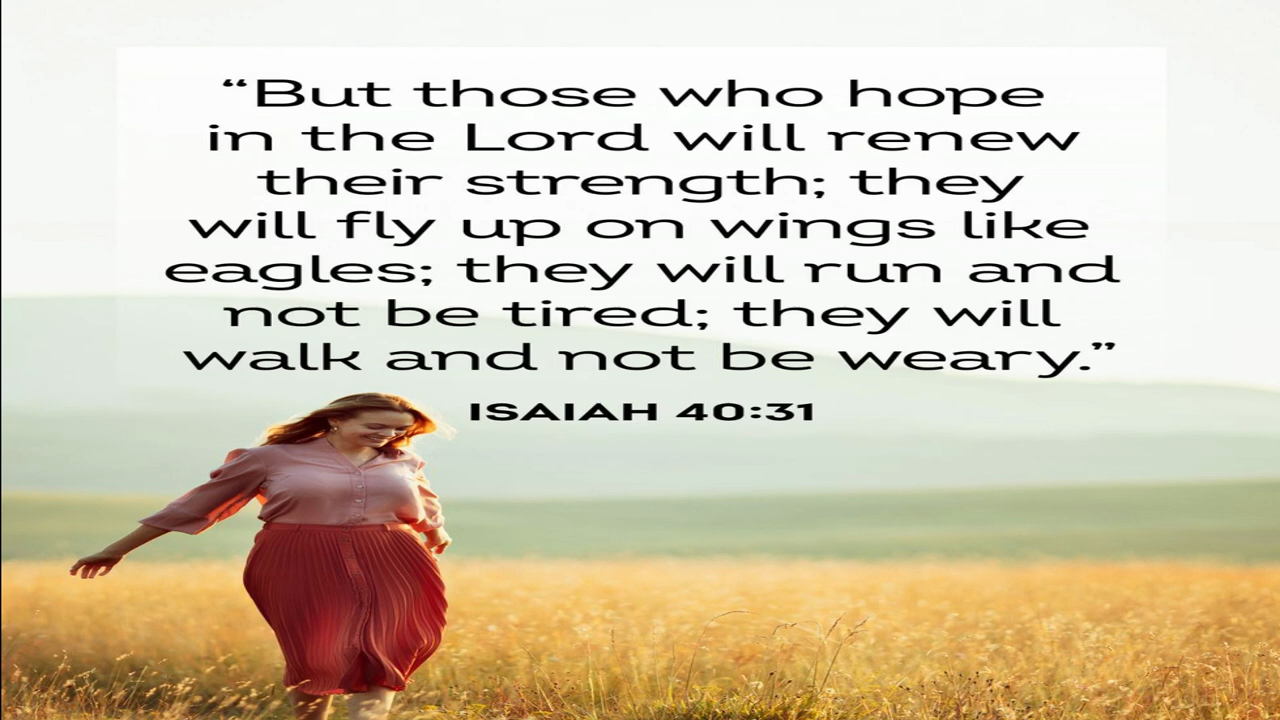 “But those who hope
in the Lord will renew
their strength; they
will fly up on wings like
eagles; they will run and
not be tired; they will
walk and not be weary.”
ISAIAH 40:31